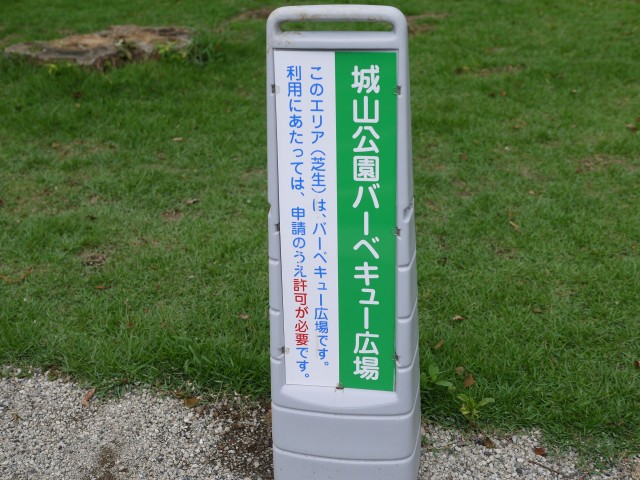 城山公園バーベキュー広場
このエリア（芝生）は、バーベキュー広場です。
利用にあたっては、申請のうえ許可が必要です。